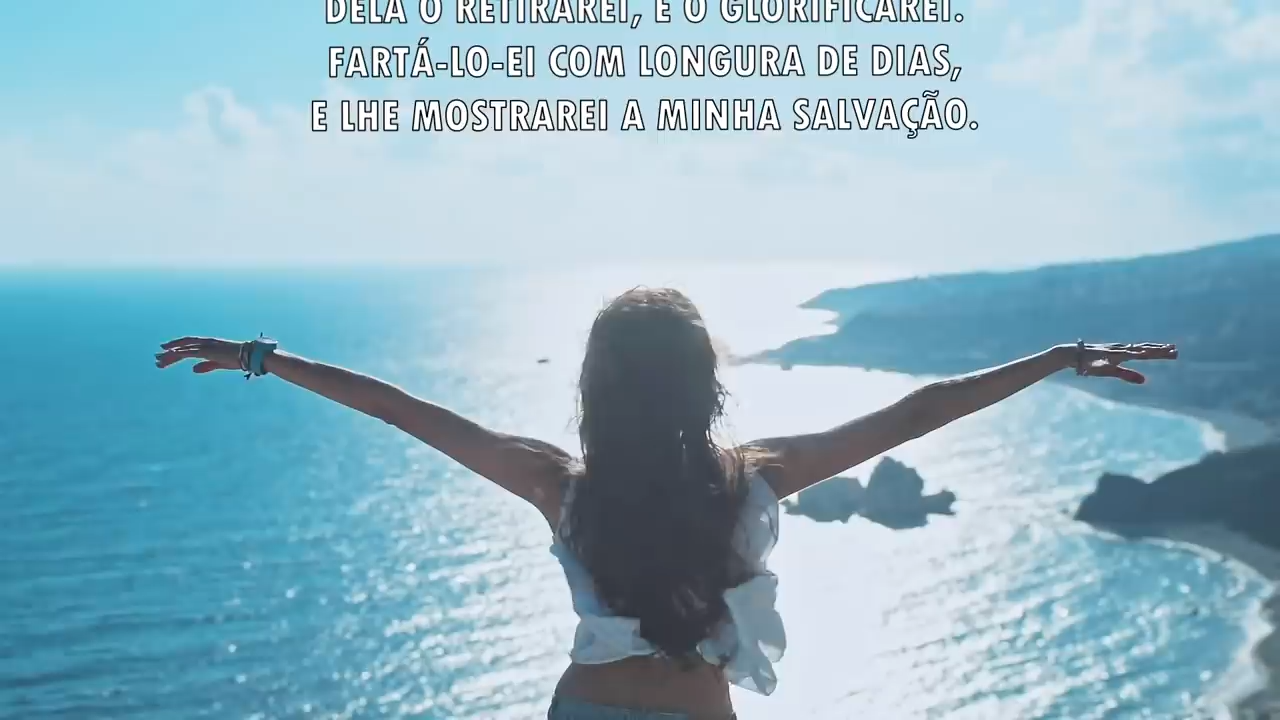 DELA O RETIRAREI, E O GLORIFICAREI.
FARTÁ-LO-EI COM LONGURA DE DIAS,
E LHE MOSTRAREI A MINHA SALVAÇÃO.